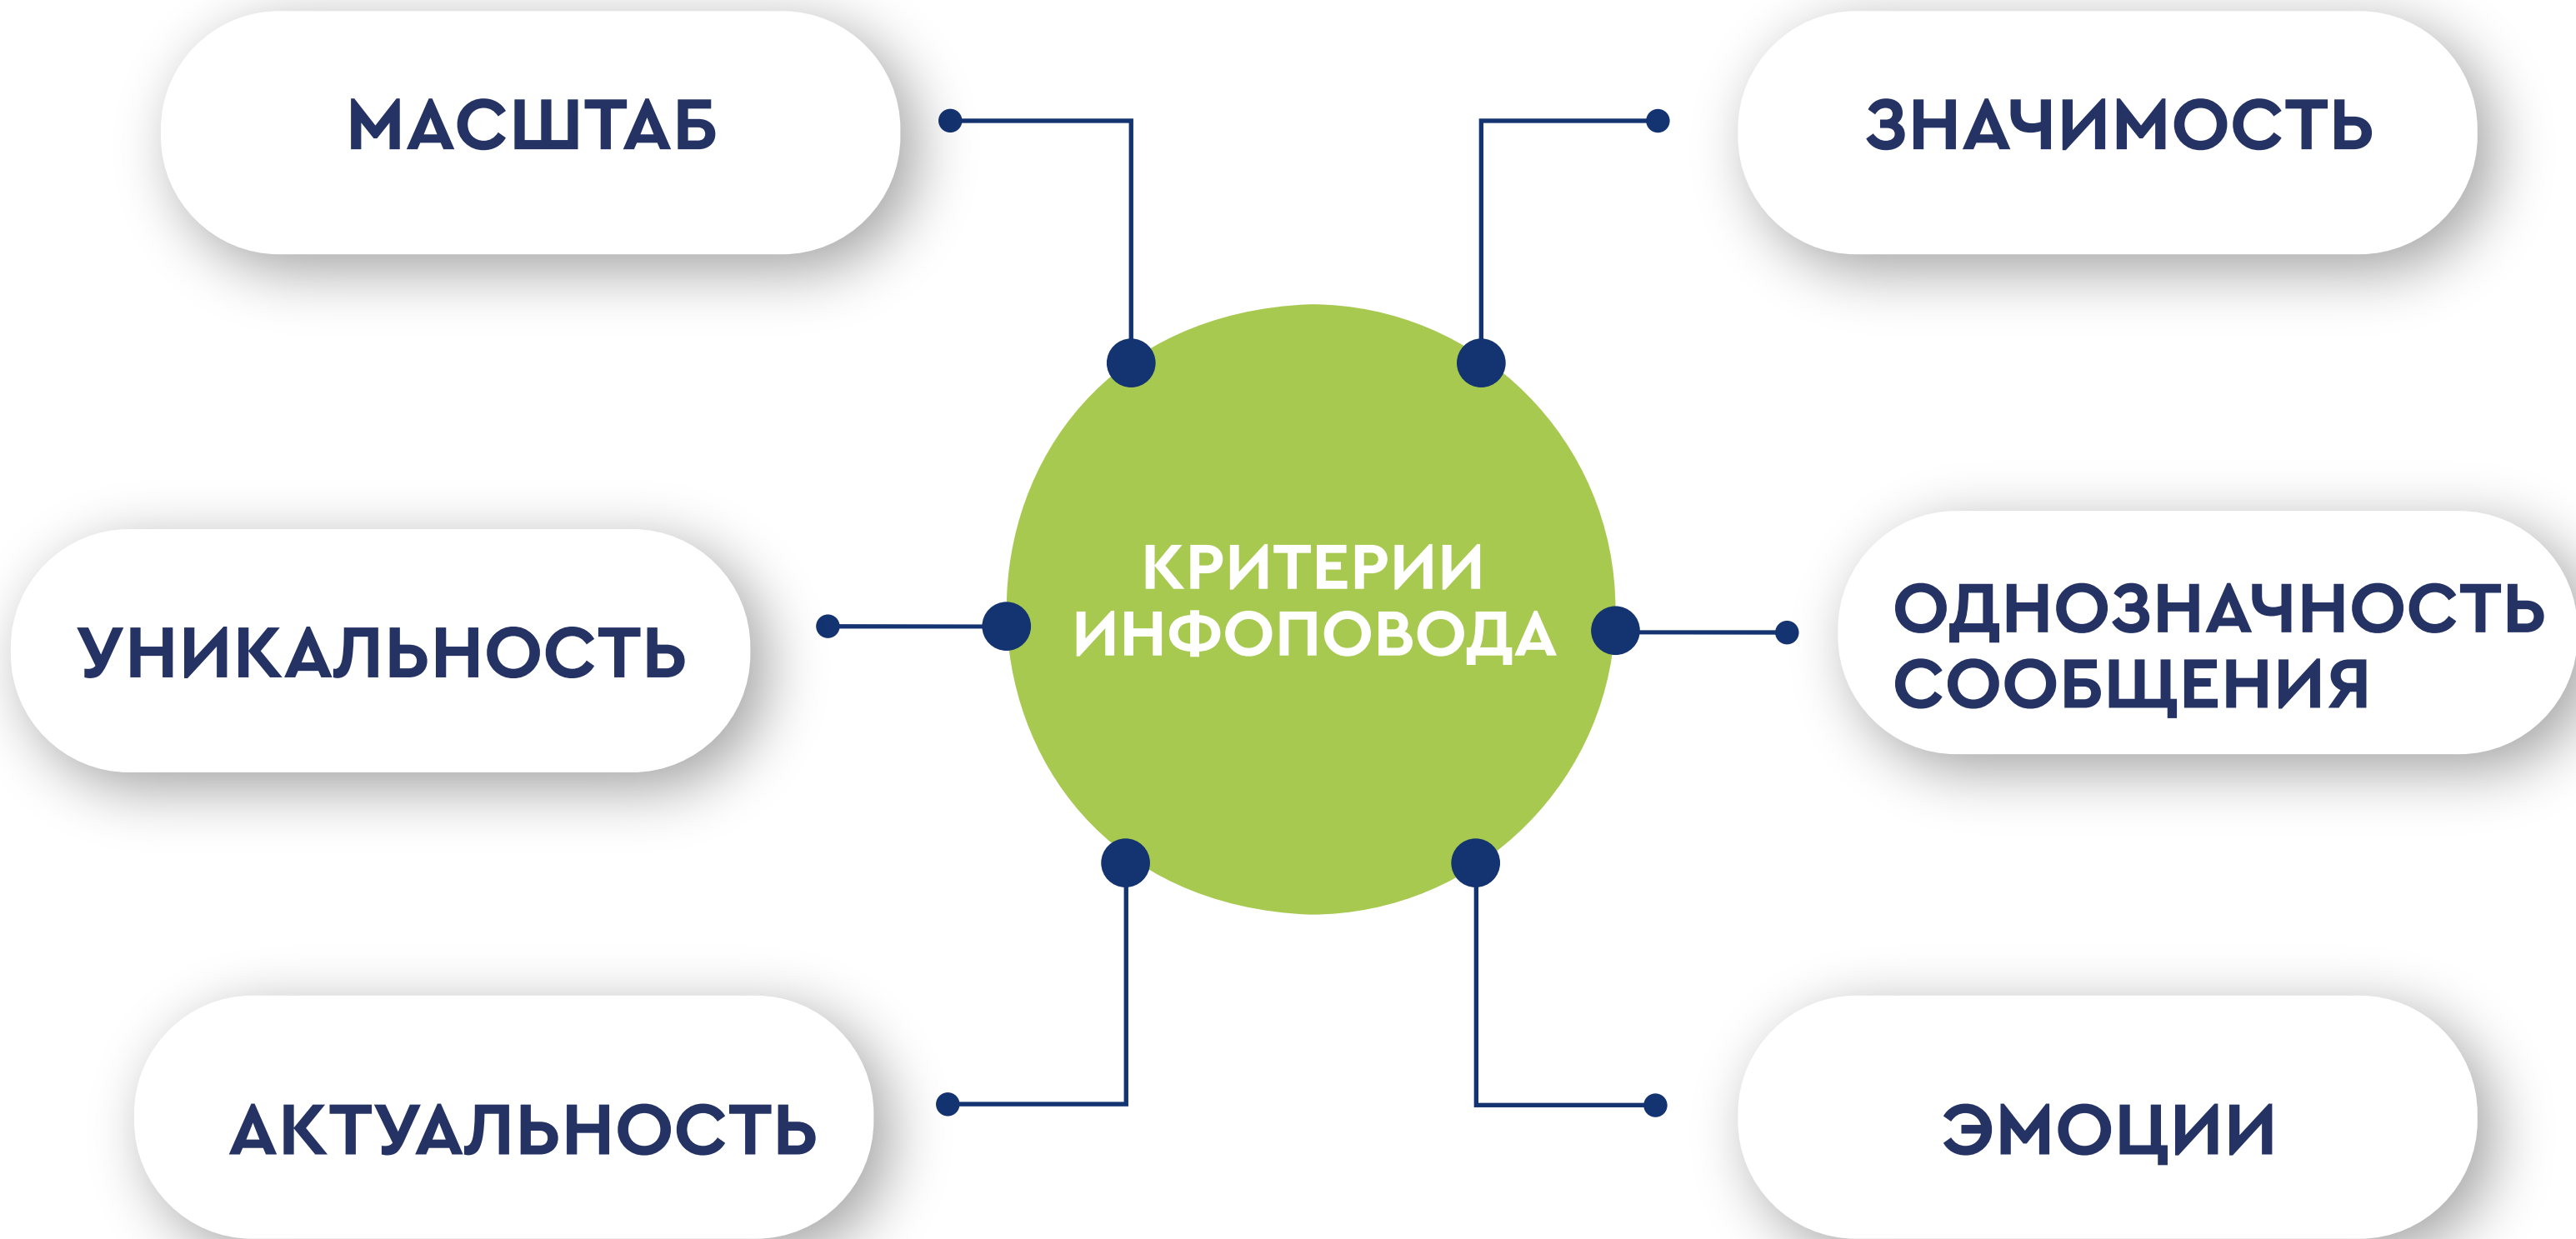 МАСШТАБ
ЗНАЧИМОСТЬ
КРИТЕРИИ
ИНФОПОВОДА
УНИКАЛЬНОСТЬ
ОДНОЗНАЧНОСТЬ
СООБЩЕНИЯ
АКТУАЛЬНОСТЬ
ЭМОЦИИ